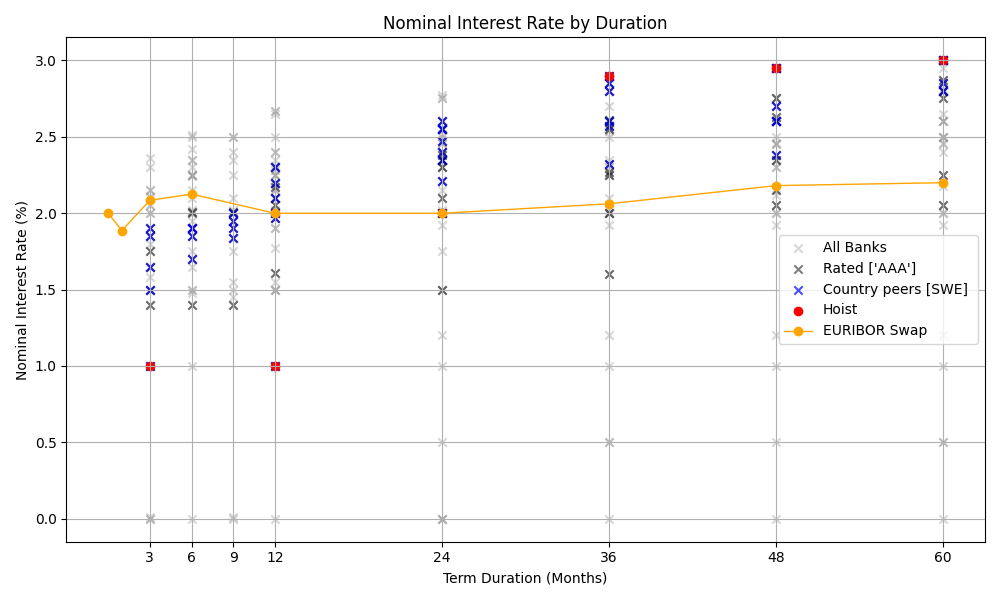 Nominal Interest Rate by Duration
Nominal Interest Rate (%)
3.0
2.5
2.0
1.5
1.0
0.5
0.0
All Banks
Rated ['AAA']
Country peers [SWE]
Hoist
EURIBOR Swap
3 6 9 12 24 36 48 60
Term Duration (Months)